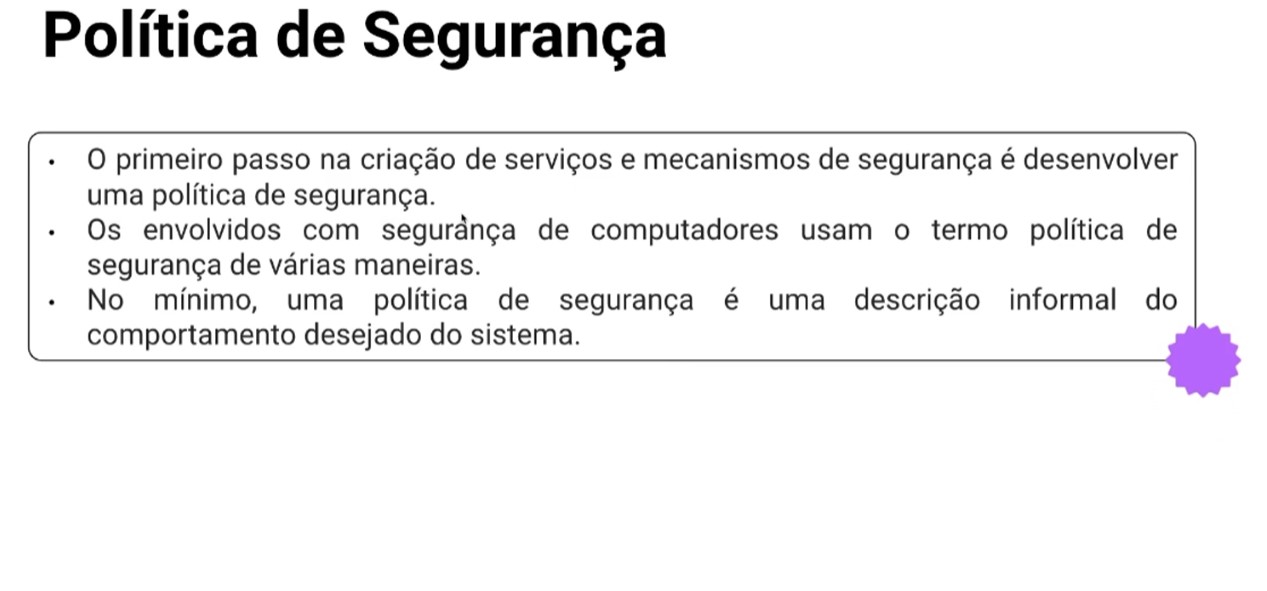 Política de Segurança
• O primeiro passo na criação de serviços e mecanismos de segurança é desenvolver
uma política de segurança.
• Os envolvidos com segurança de computadores usam o termo política de
segurança de várias maneiras.
• No mínimo, uma política de segurança é uma descrição informal do
comportamento desejado do sistema.